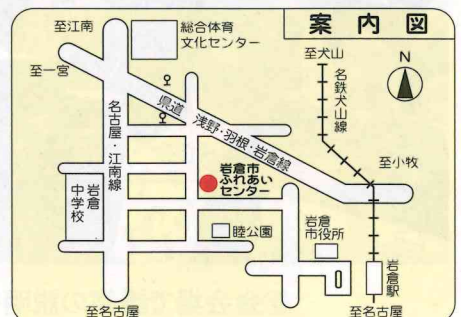 案内図
至江南
総合体育
文化センター
至犬山
N
至一宮
名鉄犬山線
県道 浅野・羽根・岩倉線
名古屋・江南線
至小牧
岩倉市
ふれあい
センター
岩倉
中学校
睦公園
岩倉
市役所
岩倉駅
至名古屋
至名古屋